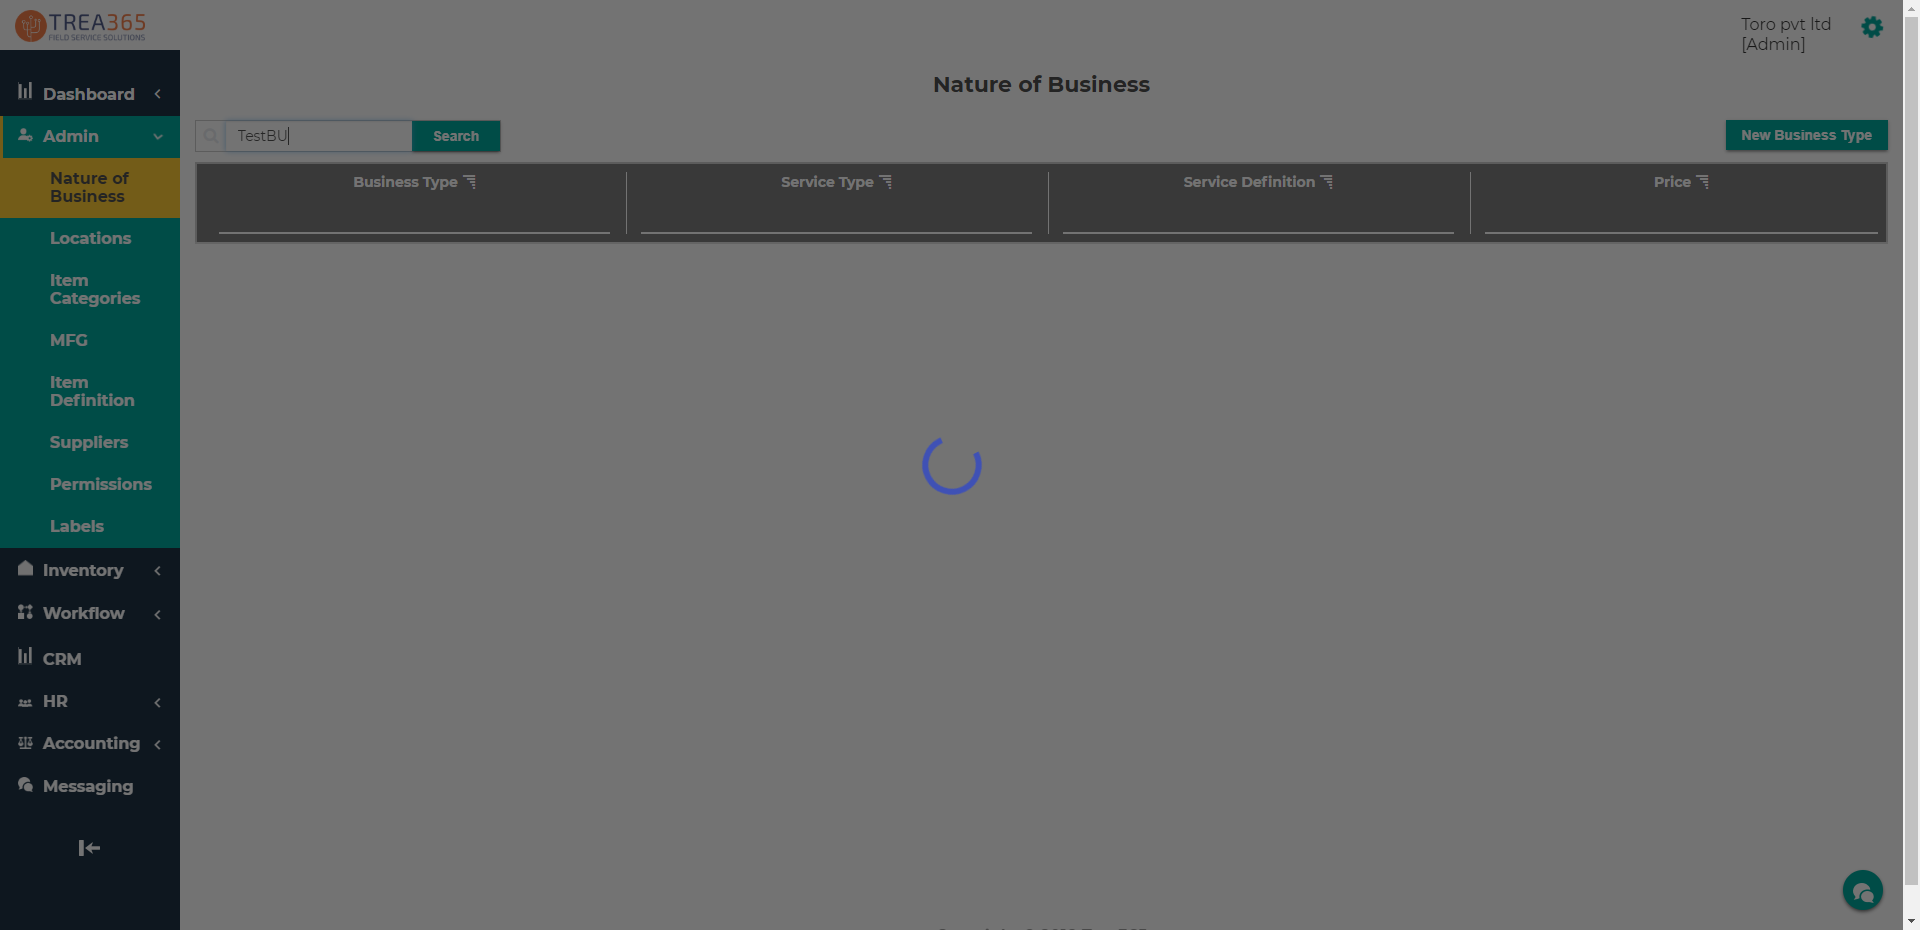 TREA365
FIELD SERVICE SOLUTIONS
Toro pvt ltd
[Admin]
Dashboard
Admin
Nature of
Business
Locations
Item
Categories
MFG
Item
Definition
Suppliers
Permissions
Labels
Inventory
Workflow
CRM
HR
Accounting
Messaging
Nature of Business
TestBU
Search
New Business Type
Business Type
Service Type
Service Definition
Price